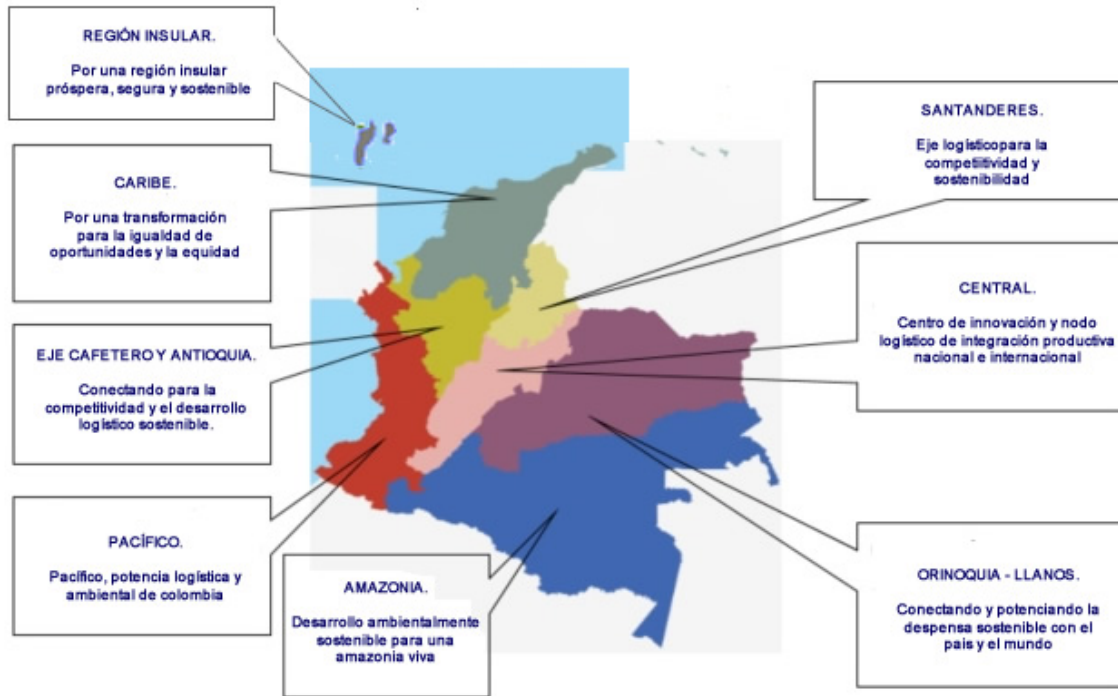 REGIÓN INSULAR.
Por una región insular
próspera, segura y sostenible
CARIBE.
Por una transformación
para la igualdad de
oportunidades y la equidad
EJE CAFETERO Y ANTIOQUIA.
Conectando para la
competitividad y el desarrollo
logístico sostenible.
PACÍFICO.
Pacífico, potencia logística y
ambiental de colombia
AMAZONIA.
Desarrollo ambientalmente
sostenible para una
amazonia viva
SANTANDERES.
Eje logísticopara la
competiitividad y
sostenibilidad
CENTRAL.
Centro de innovación y nodo
logístico de integración productiva
nacional e internacional
ORINOQUIA - LLANOS.
Conectando y potenciando la
despensa sostenible con el
pais y el mundo